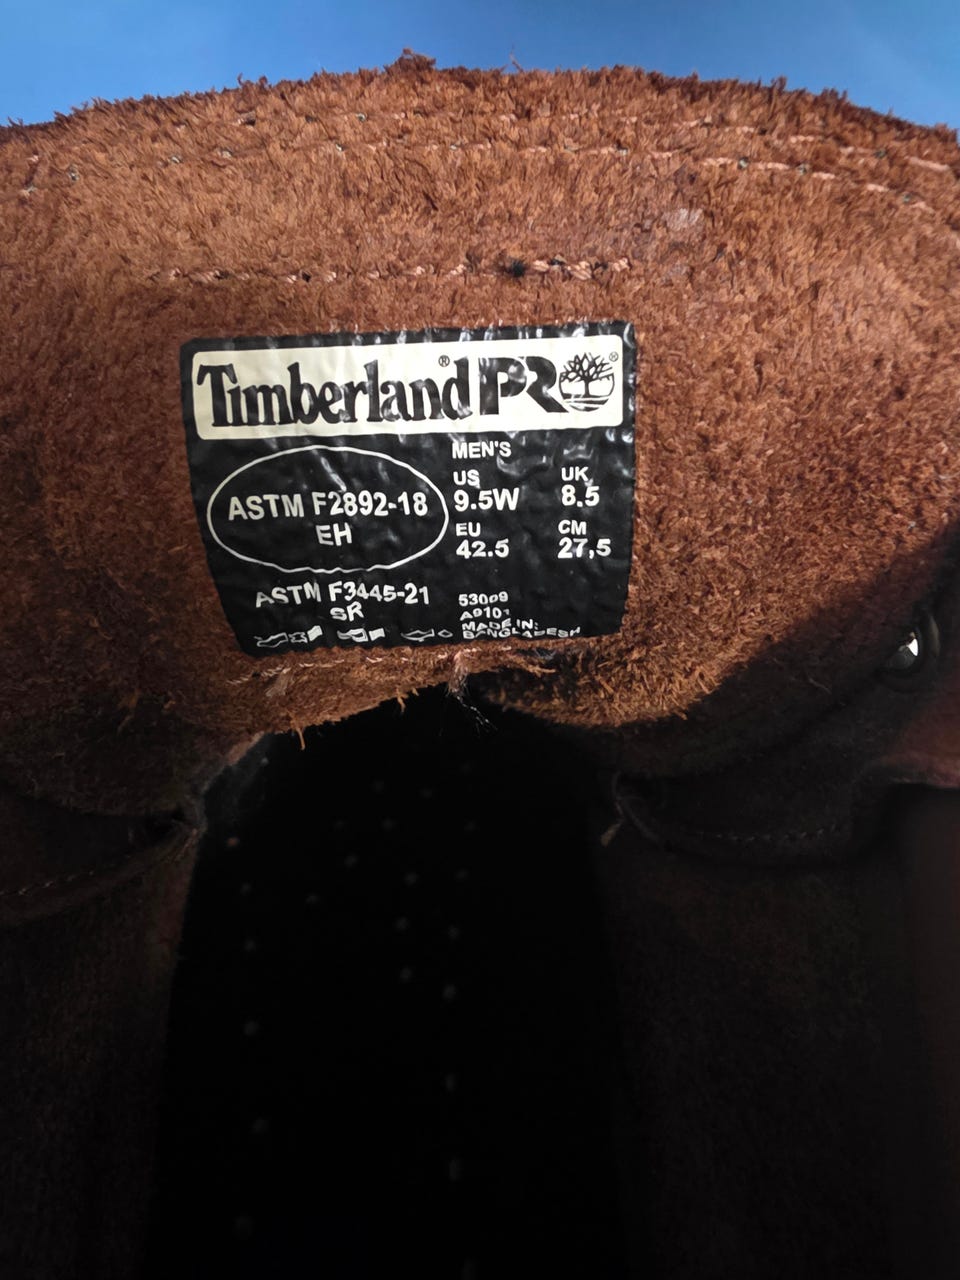 Timberland® PRO ®
ASTM F2892-18
EH
ASTM F3445-21
SR
MEN'S
US UK
9.5W 8.5
EU CM
42.5 27,5
53009
MADE IN:
BANGLADESH